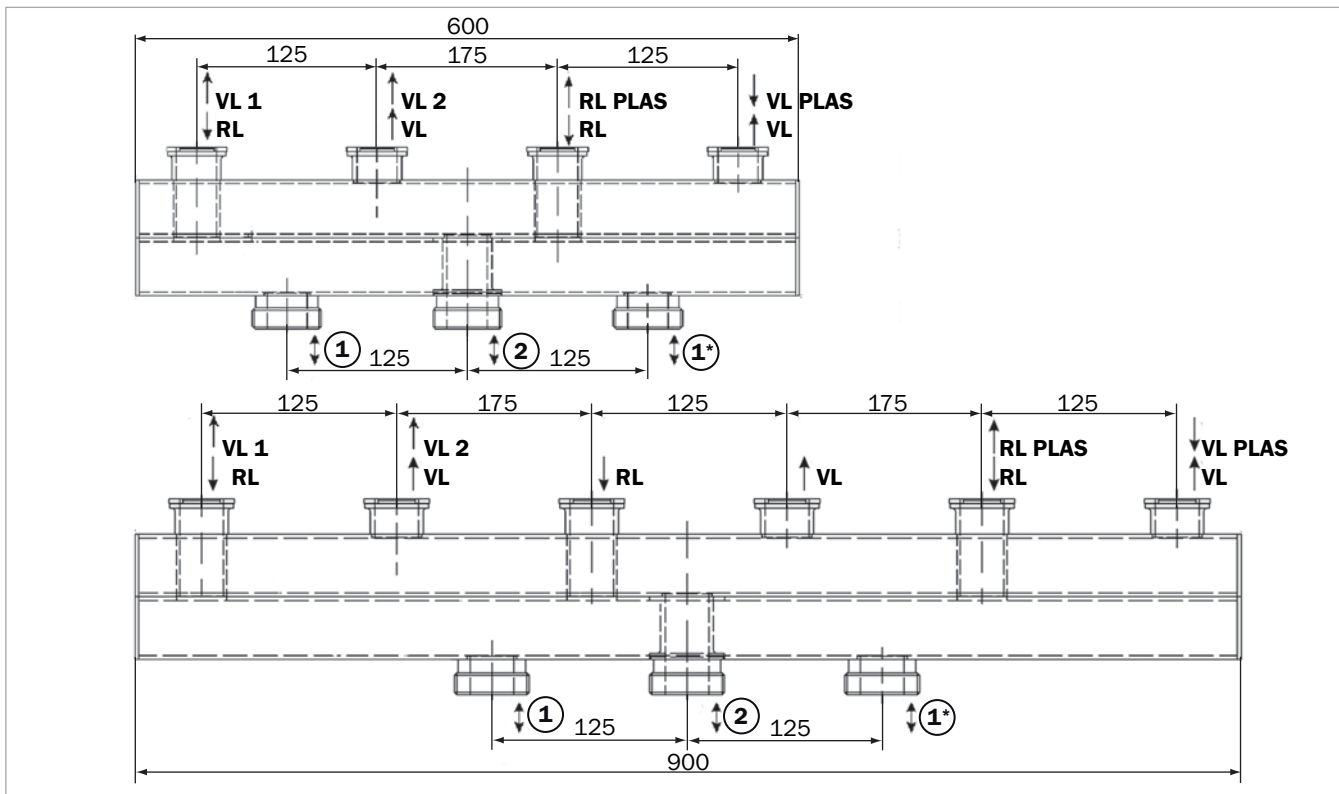 600
125 175 125
VL 1 VL 2 RL PLAS VL PLAS
RL VL RL VL
1 125 2 125 1*
125 175 125 175 125
VL 1 VL 2 RL PLAS VL PLAS
RL VL RL VL RL VL
1 125 2 125 1*
900